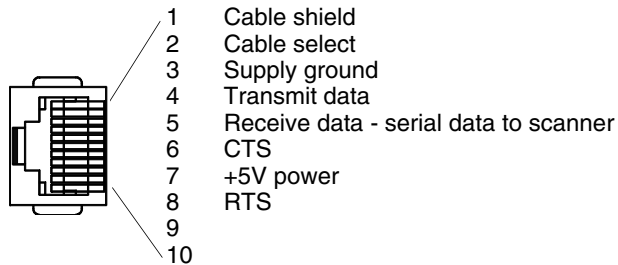 1 Cable shield
2 Cable select
3 Supply ground
4 Transmit data
5 Receive data - serial data to scanner
6 CTS
7 +5V power
8 RTS
9
10